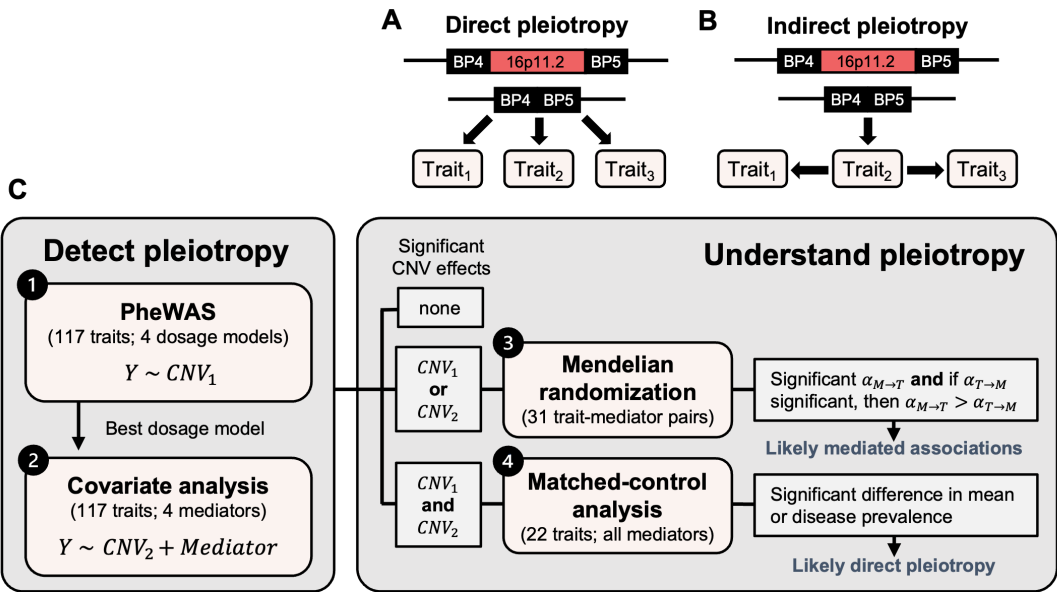 A
Direct pleiotropy
BP4 16p11.2 BP5
BP4 BP5
Trait₁ Trait₂ Trait₃
B
Indirect pleiotropy
BP4 16p11.2 BP5
BP4 BP5
Trait₁ Trait₂ Trait₃
C
Detect pleiotropy
1
PheWAS
(117 traits; 4 dosage models)
Y ~ CNV₁
Best dosage model
2
Covariate analysis
(117 traits; 4 mediators)
Y ~ CNV₂ + Mediator
Understand pleiotropy
Significant
CNV effects
none
CNV₁
or
CNV₂
3
Mendelian
randomization
(31 trait-mediator pairs)
Significant α_{M→T} and if α_{T→M}
significant, then α_{M→T} > α_{T→M}
Likely mediated associations
CNV₁
and
CNV₂
4
Matched-control
analysis
(22 traits; all mediators)
Significant difference in mean
or disease prevalence
Likely direct pleiotropy